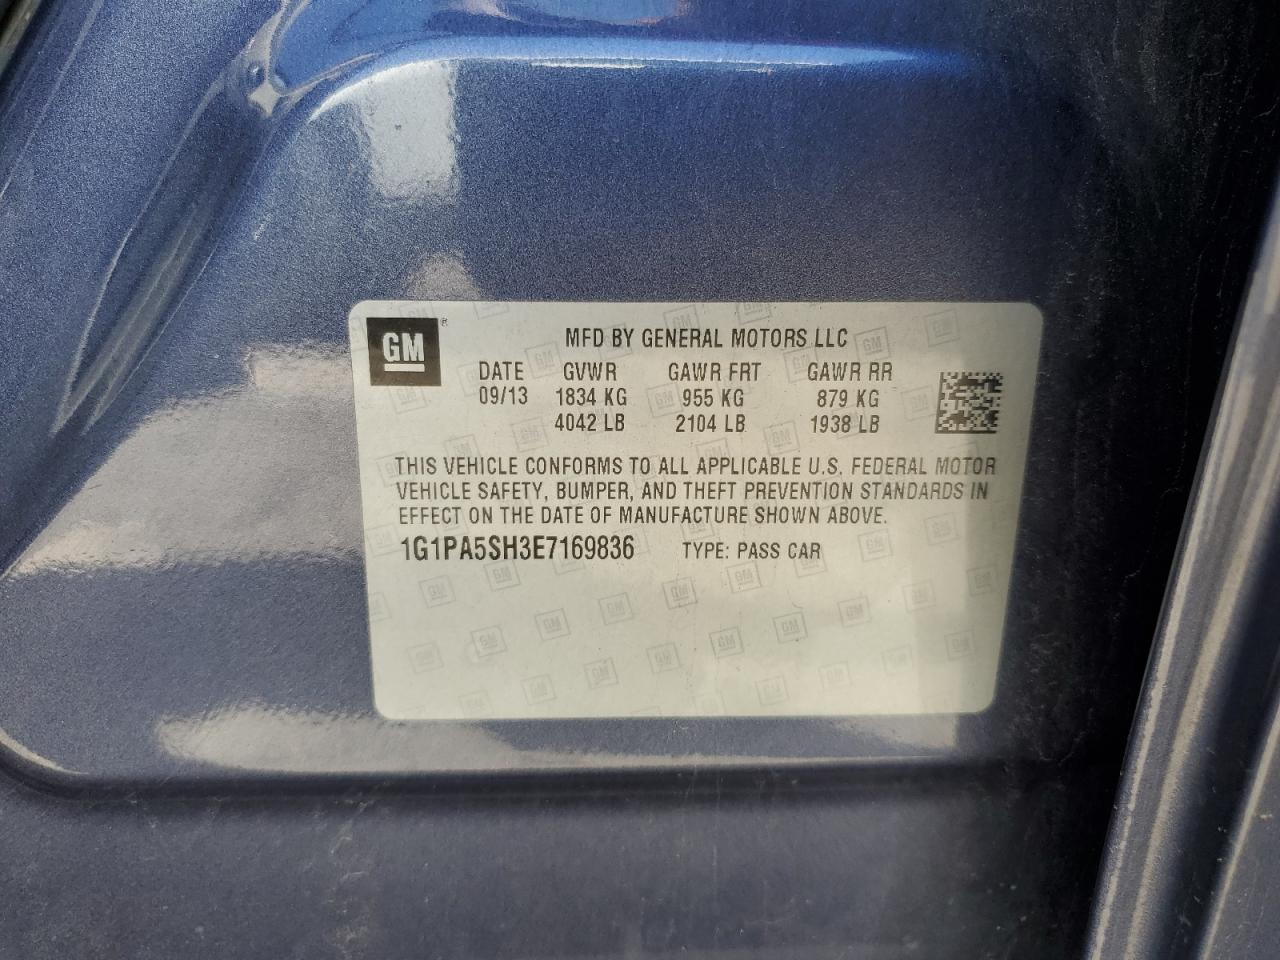 GM ®
MFD BY GENERAL MOTORS LLC
DATE GVWR GAWR FRT GAWR RR
09/13 1834 KG 955 KG 879 KG
4042 LB 2104 LB 1938 LB
THIS VEHICLE CONFORMS TO ALL APPLICABLE U.S. FEDERAL MOTOR
VEHICLE SAFETY, BUMPER, AND THEFT PREVENTION STANDARDS IN
EFFECT ON THE DATE OF MANUFACTURE SHOWN ABOVE.
1G1PA5SH3E7169836 TYPE: PASS CAR